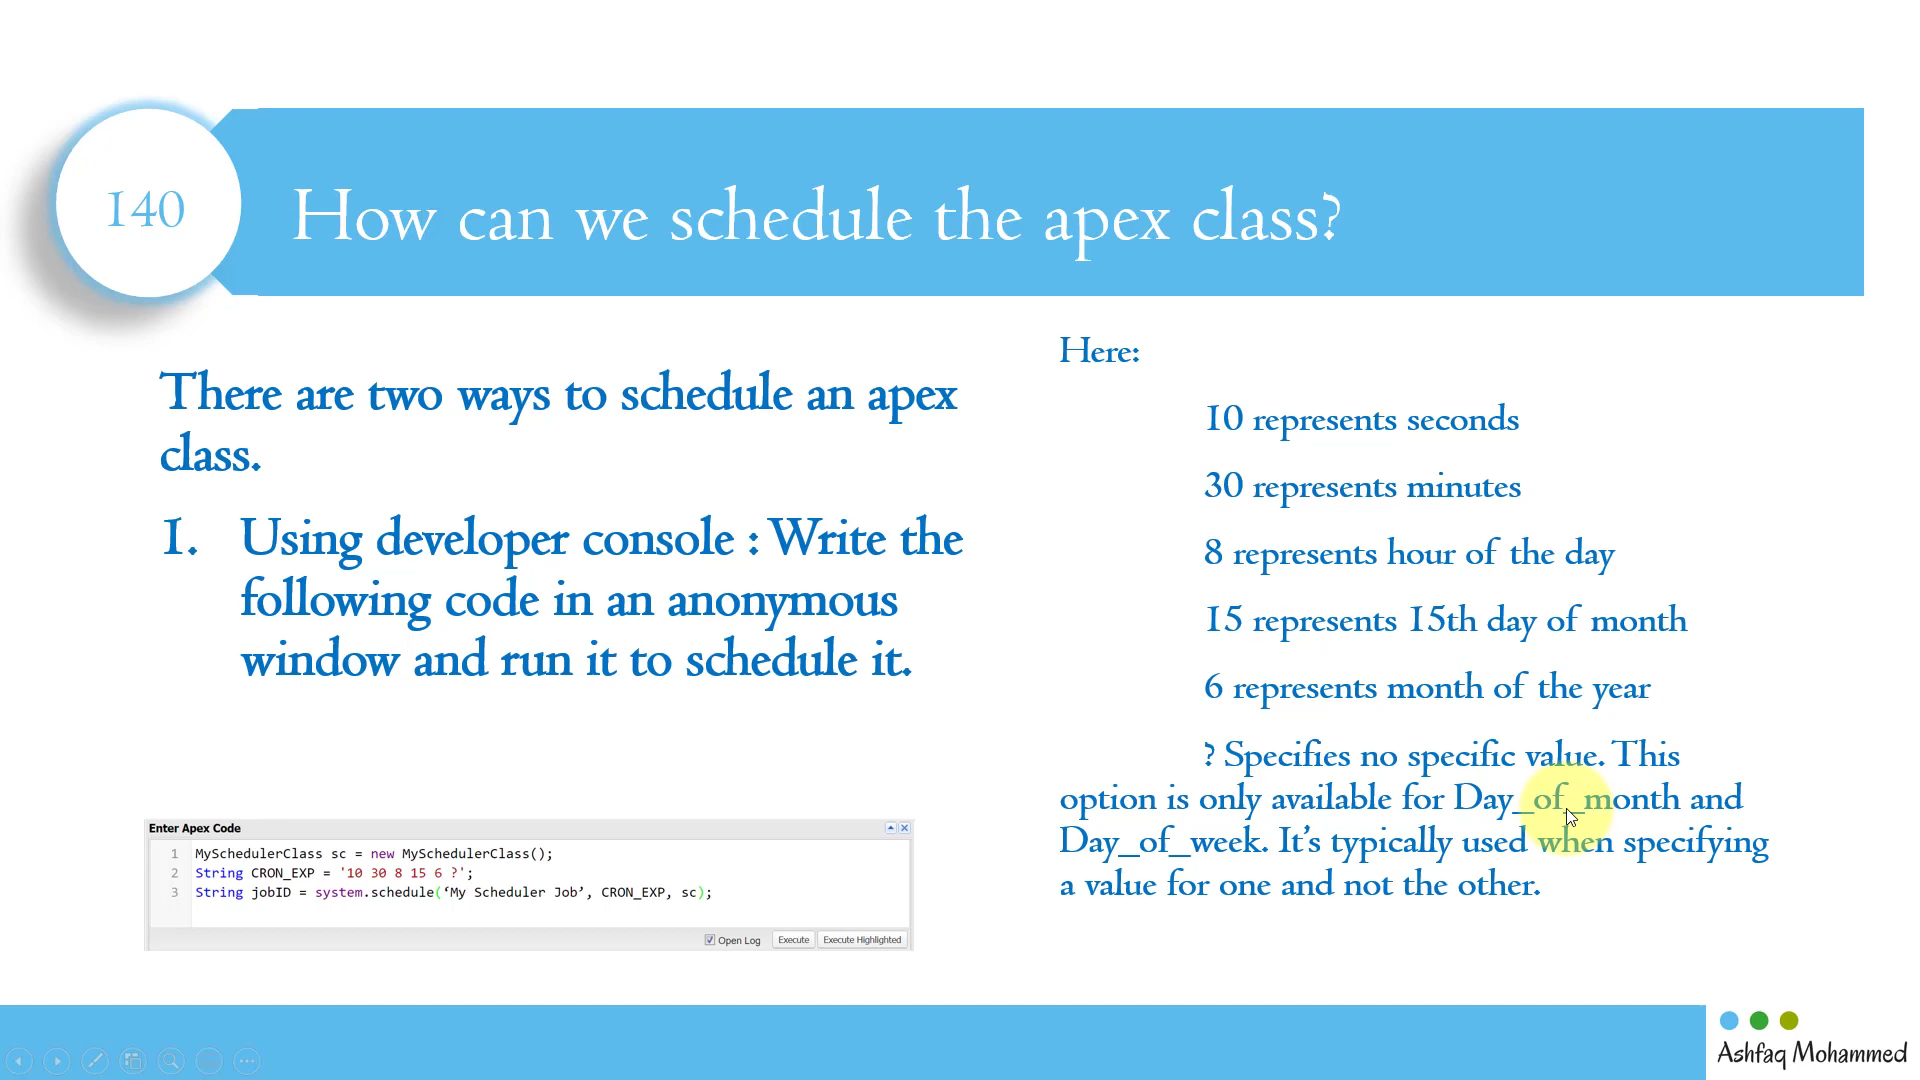 140
How can we schedule the apex class?
There are two ways to schedule an apex
class.
1. Using developer console : Write the
following code in an anonymous
window and run it to schedule it.
Enter Apex Code
1 MySchedulerClass sc = new MySchedulerClass();
2 String CRON_EXP = '10 30 8 15 6 ?';
3 String jobID = system.schedule(‘My Scheduler Job’, CRON_EXP, sc);
Open Log Execute Execute Highlighted
Here:
10 represents seconds
30 represents minutes
8 represents hour of the day
15 represents 15th day of month
6 represents month of the year
? Specifies no specific value. This
option is only available for Day_of_month and
Day_of_week. It’s typically used when specifying
a value for one and not the other.
Ashfaq Mohammed